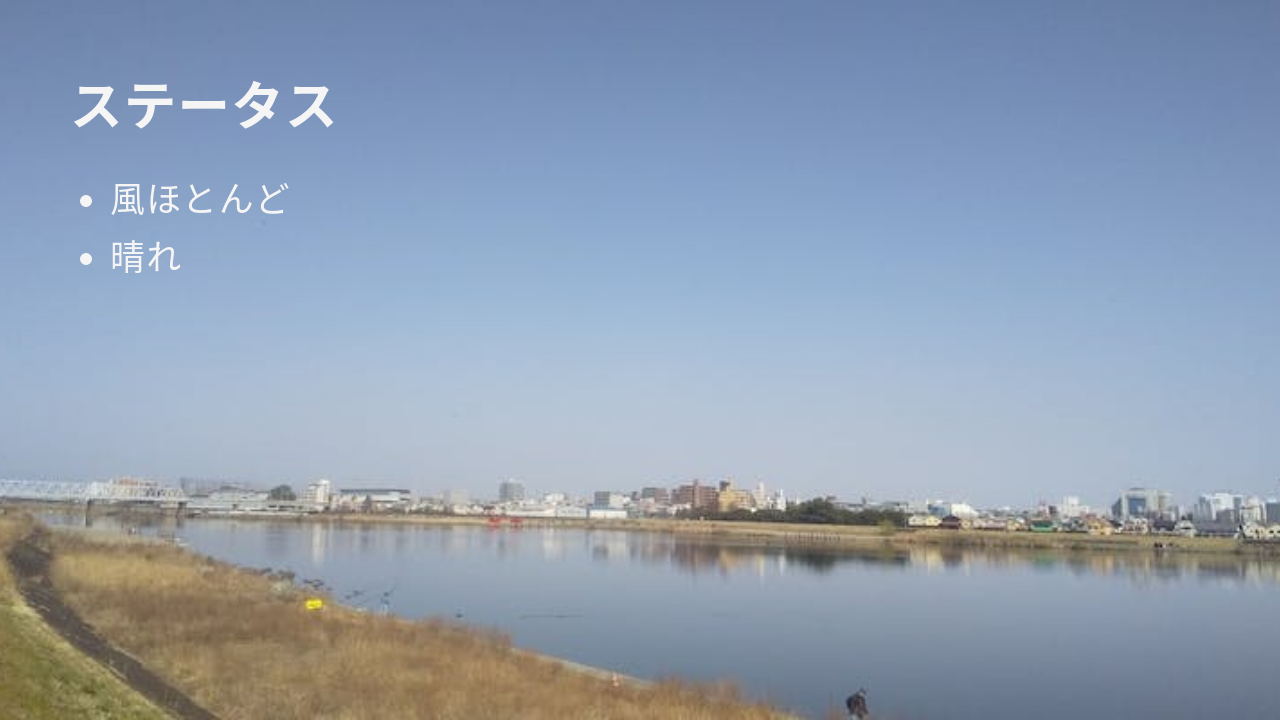 ステータス
• 風ほとんど
• 晴れ